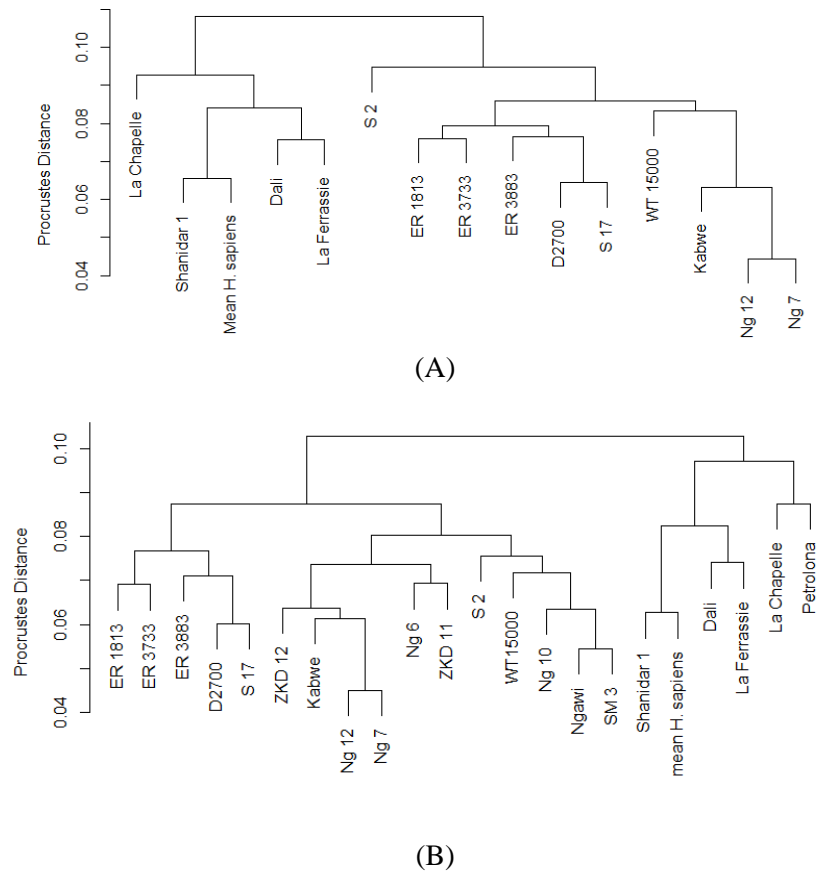 Procrustes Distance
0.10
0.08
0.06
0.04
La Chapelle
Shanidar 1
Mean H. sapiens
Dali
La Ferrassie
S 2
ER 1813
ER 3733
ER 3883
D2700
S 17
WT 15000
Kabwe
Ng 12
Ng 7
(A)
Procrustes Distance
0.10
0.08
0.06
0.04
ER 1813
ER 3733
ER 3883
D2700
S 17
ZKD 12
Kabwe
Ng 12
Ng 7
Ng 6
ZKD 11
S 2
WT15000
Ng 10
Ngawi
SM 3
Shanidar 1
mean H. sapiens
Dali
La Ferrassie
La Chapelle
Petrolona
(B)